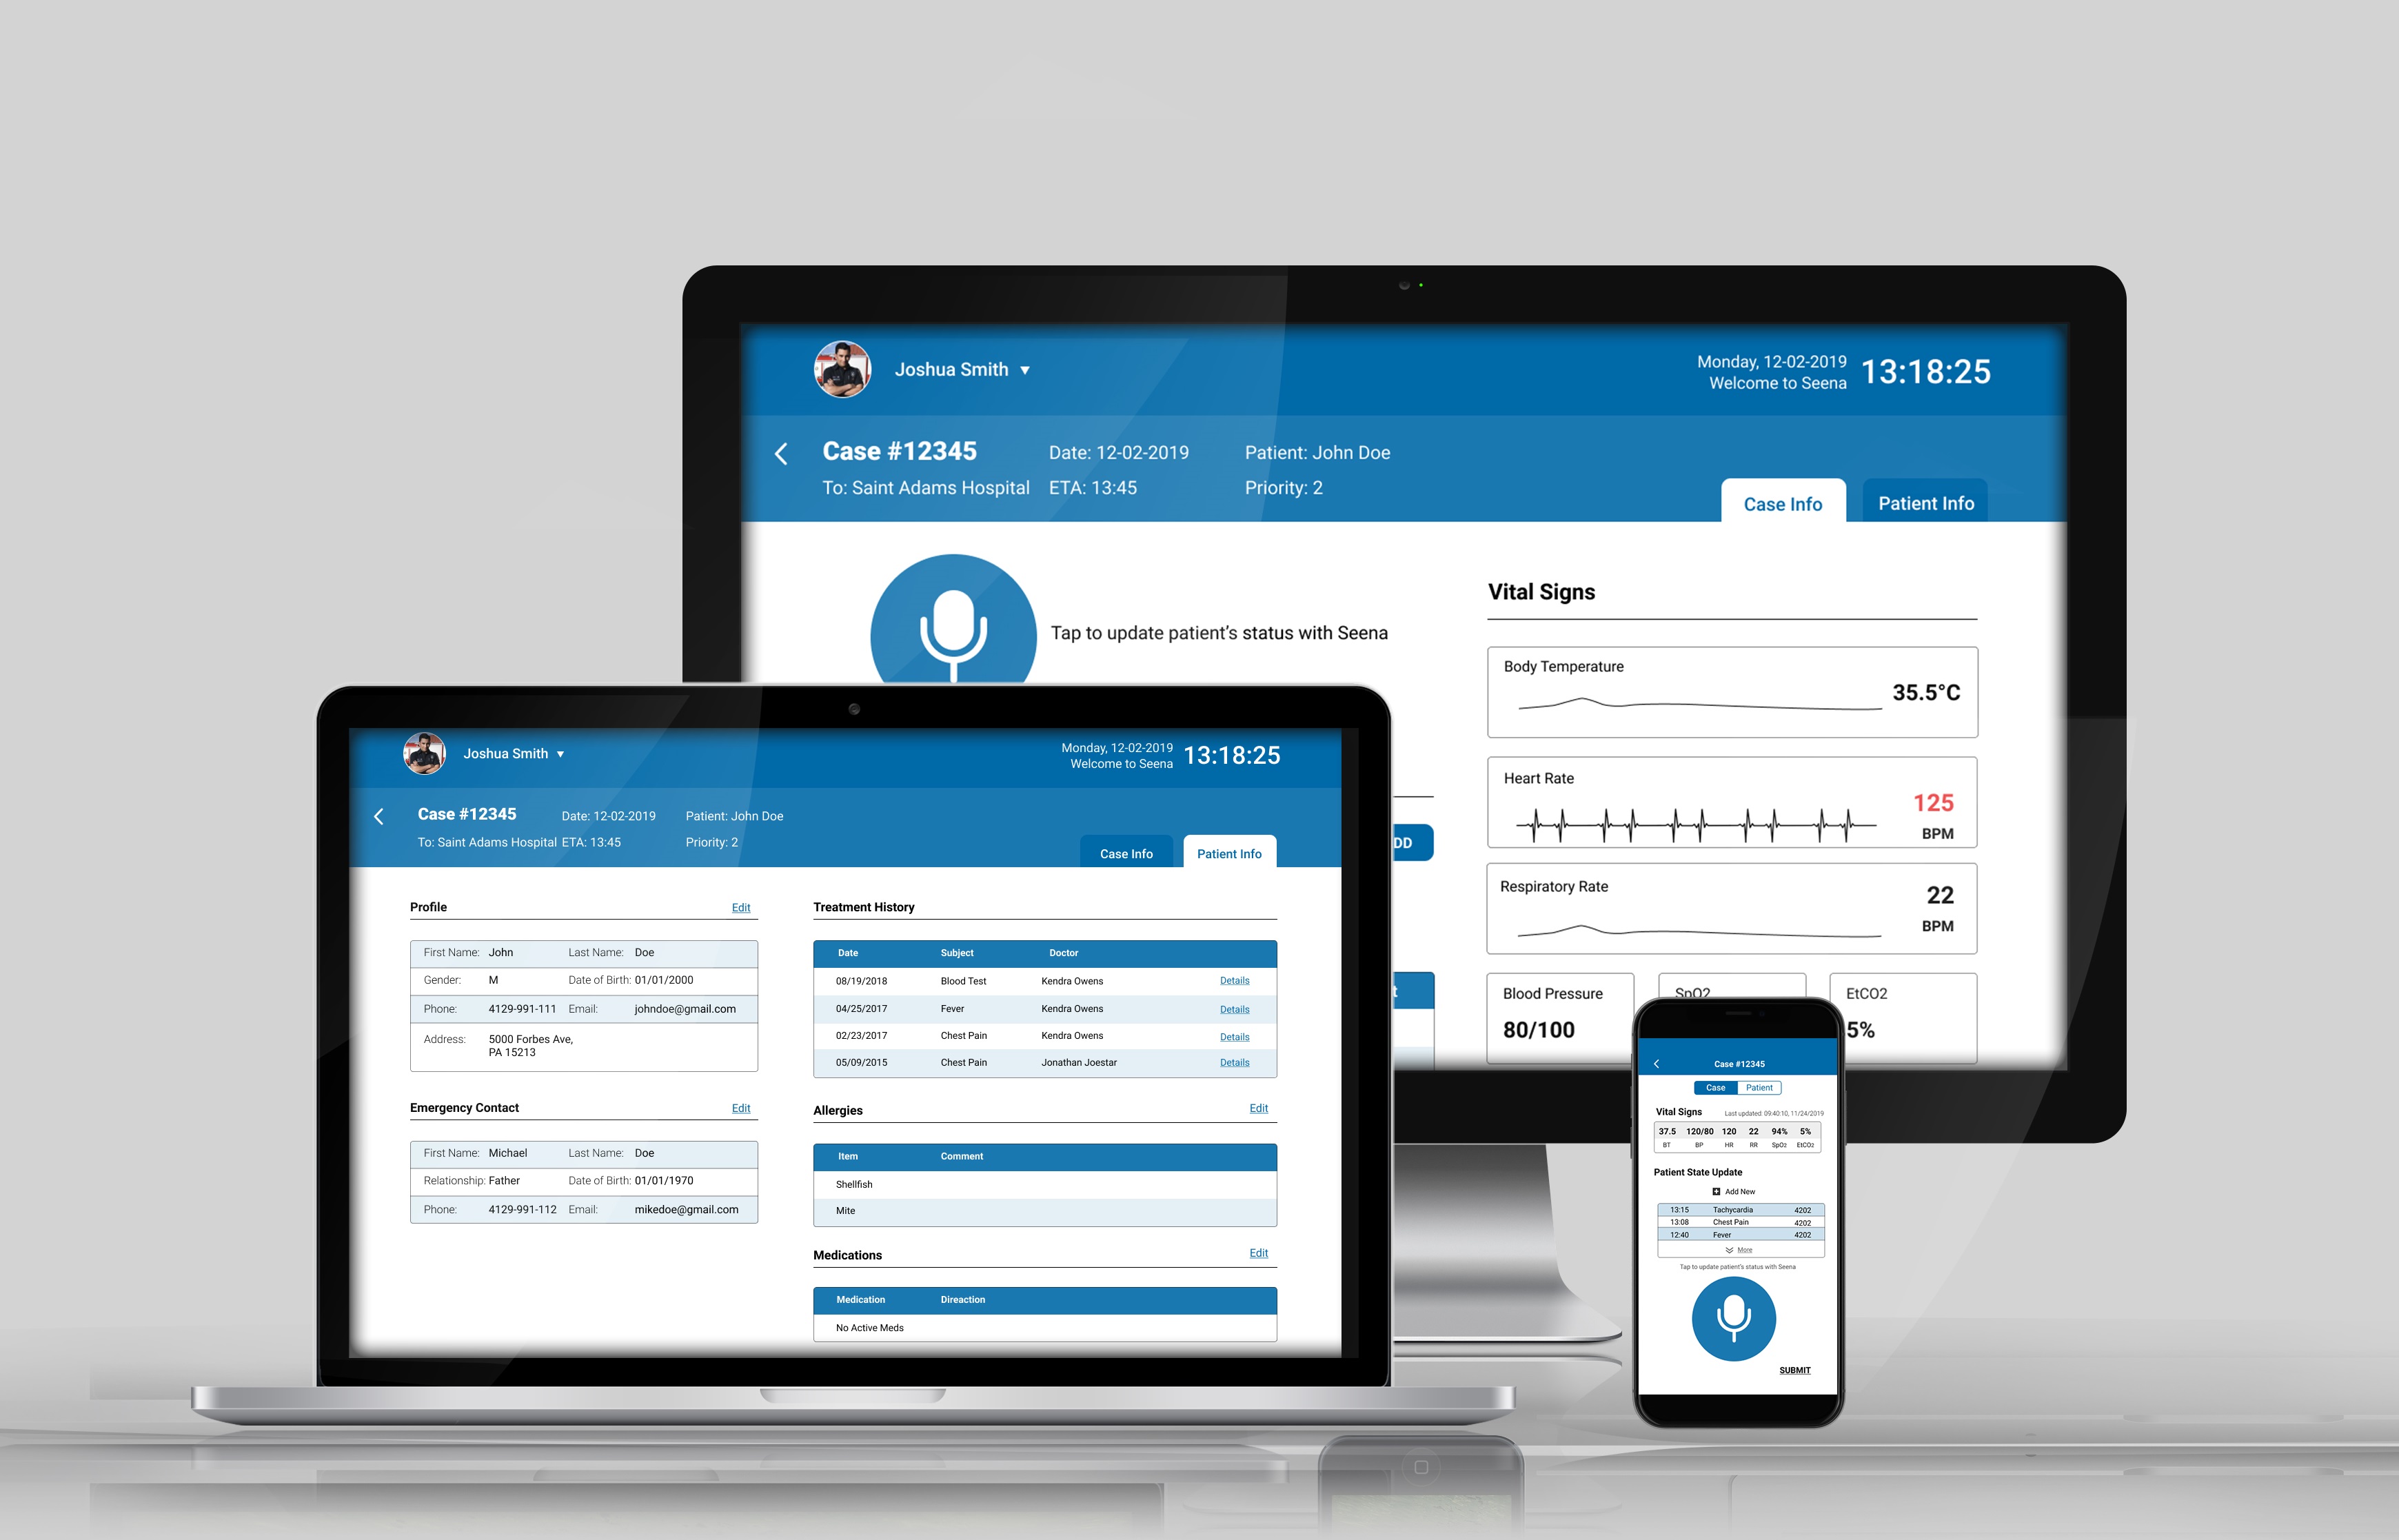 Joshua Smith
Monday, 12-02-2019
Welcome to Seena
13:18:25
Case #12345
Date: 12-02-2019
Patient: John Doe
To: Saint Adams Hospital
ETA: 13:45
Priority: 2
Case Info
Patient Info
Tap to update patient's status with Seena
DD
t
Vital Signs
Body Temperature
35.5°C
Heart Rate
125
BPM
Respiratory Rate
22
BPM
Blood Pressure
80/100
SpO2
EtCO2
5%
Joshua Smith
Monday, 12-02-2019
Welcome to Seena
13:18:25
Case #12345
Date: 12-02-2019
Patient: John Doe
To: Saint Adams Hospital
ETA: 13:45
Priority: 2
Case Info
Patient Info
Profile
Edit
First Name: John Last Name: Doe
Gender: M Date of Birth: 01/01/2000
Phone: 4129-991-111 Email: johndoe@gmail.com
Address: 5000 Forbes Ave,
PA 15213
Emergency Contact
Edit
First Name: Michael Last Name: Doe
Relationship: Father Date of Birth: 01/01/1970
Phone: 4129-991-112 Email: mikedoe@gmail.com
Treatment History
Date Subject Doctor
08/19/2018 Blood Test Kendra Owens Details
04/25/2017 Fever Kendra Owens Details
02/23/2017 Chest Pain Kendra Owens Details
05/09/2015 Chest Pain Jonathan Joestar Details
Allergies
Edit
Item Comment
Shellfish
Mite
Medications
Edit
Medication Direaction
No Active Meds
Case #12345
Case Patient
Vital Signs
Last updated: 09:40:10, 11/24/2019
37.5 120/80 120 22 94% 5%
BT BP HR RR SpO2 EtCO2
Patient State Update
Add New
13:15 Tachycardia 4202
13:08 Chest Pain 4202
12:40 Fever 4202
More
Tap to update patient's status with Seena
SUBMIT